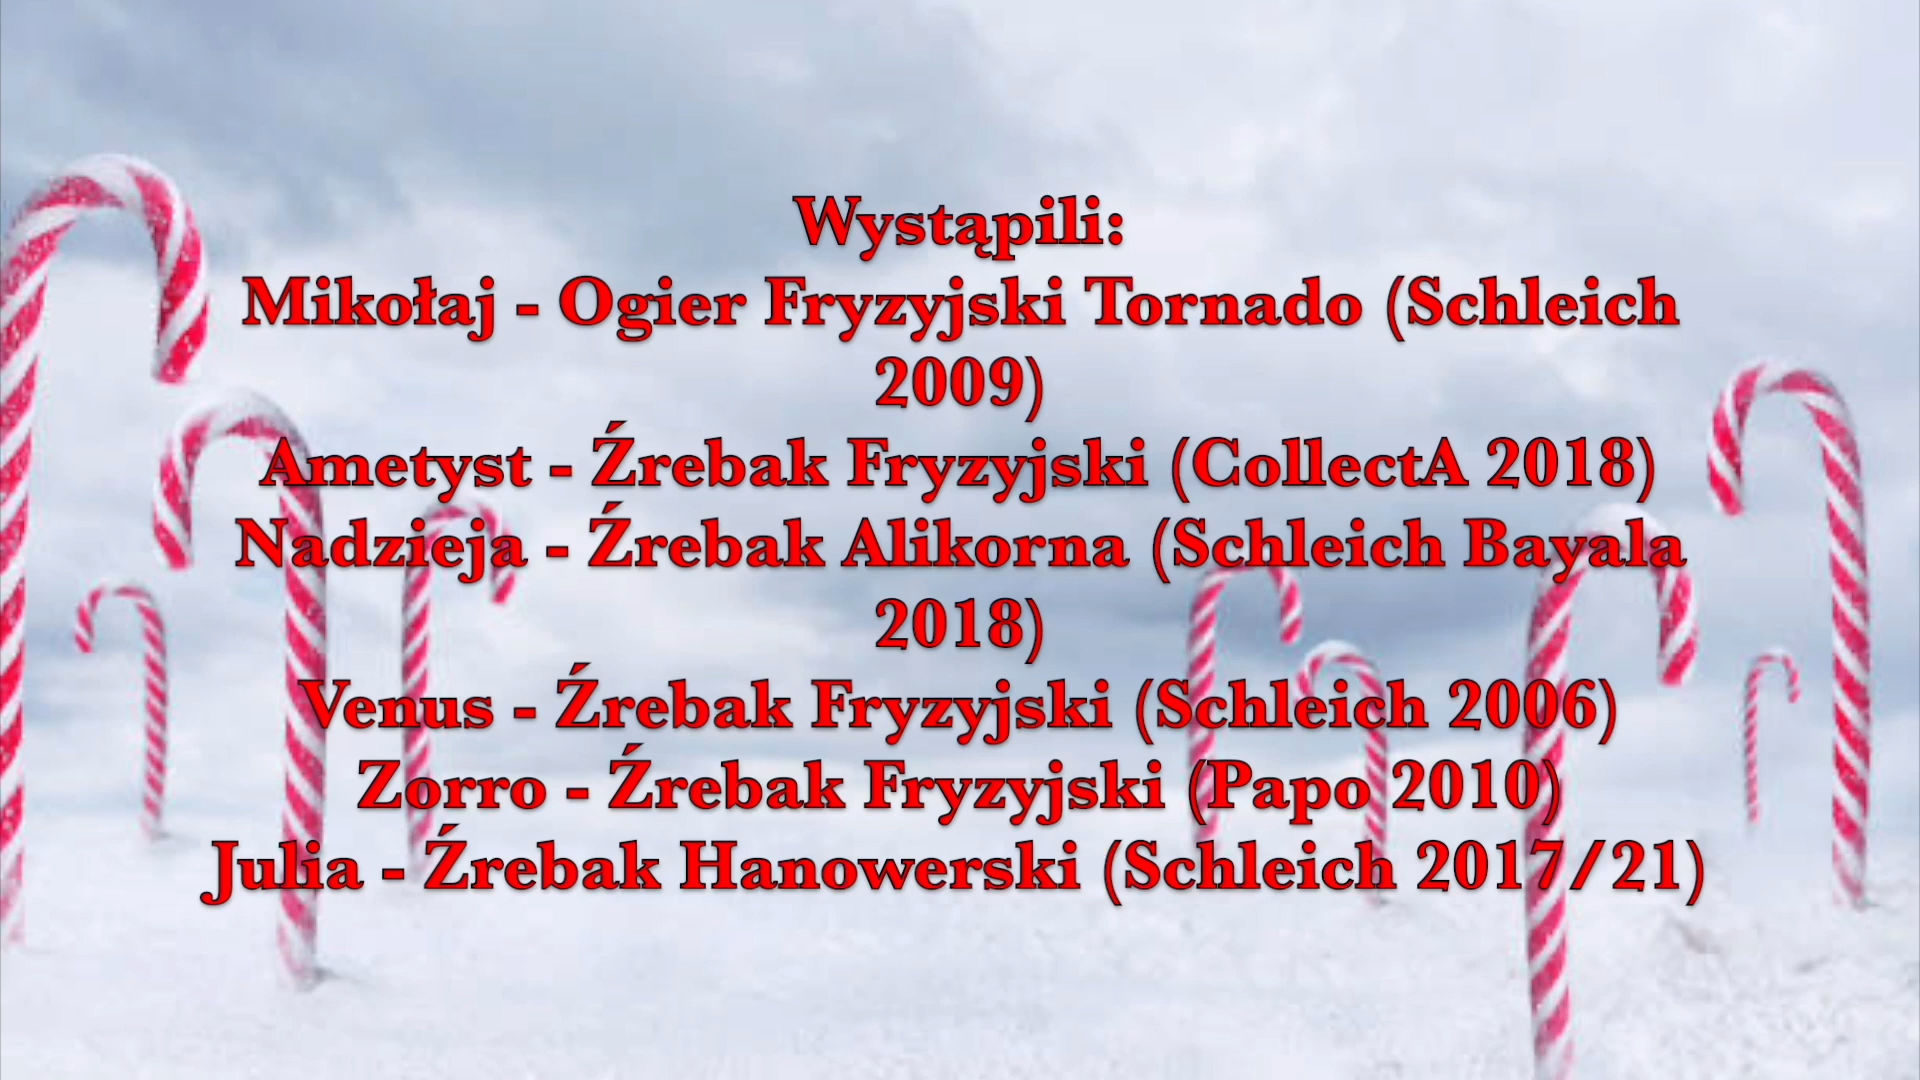 Wystąpili:
Mikołaj - Ogier Fryzyjski Tornado (Schleich
2009)
Ametyst - Źrebak Fryzyjski (CollectA 2018)
Nadzieja - Źrebak Alikorna (Schleich Bayala
2018)
Venus - Źrebak Fryzyjski (Schleich 2006)
Zorro - Źrebak Fryzyjski (Papo 2010)
Julia - Źrebak Hanowerski (Schleich 2017/21)